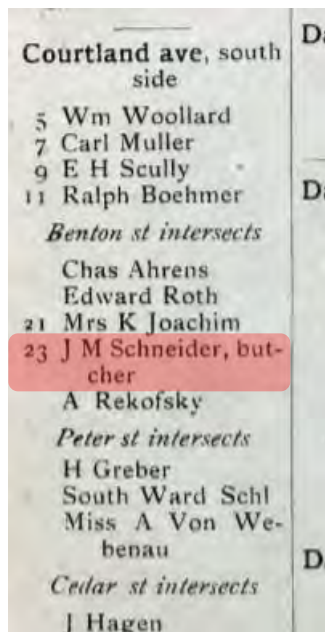 Courtland ave, south
side
5 Wm Woollard
7 Carl Muller
9 E H Scully
11 Ralph Boehmer
Benton st intersects
Chas Ahrens
Edward Roth
21 Mrs K Joachim
23 J M Schneider, but-
cher
A Rekofsky
Peter st intersects
H Greber
South Ward Schl
Miss A Von We-
benau
Cedar st intersects
J Hagen
Da
Da
D